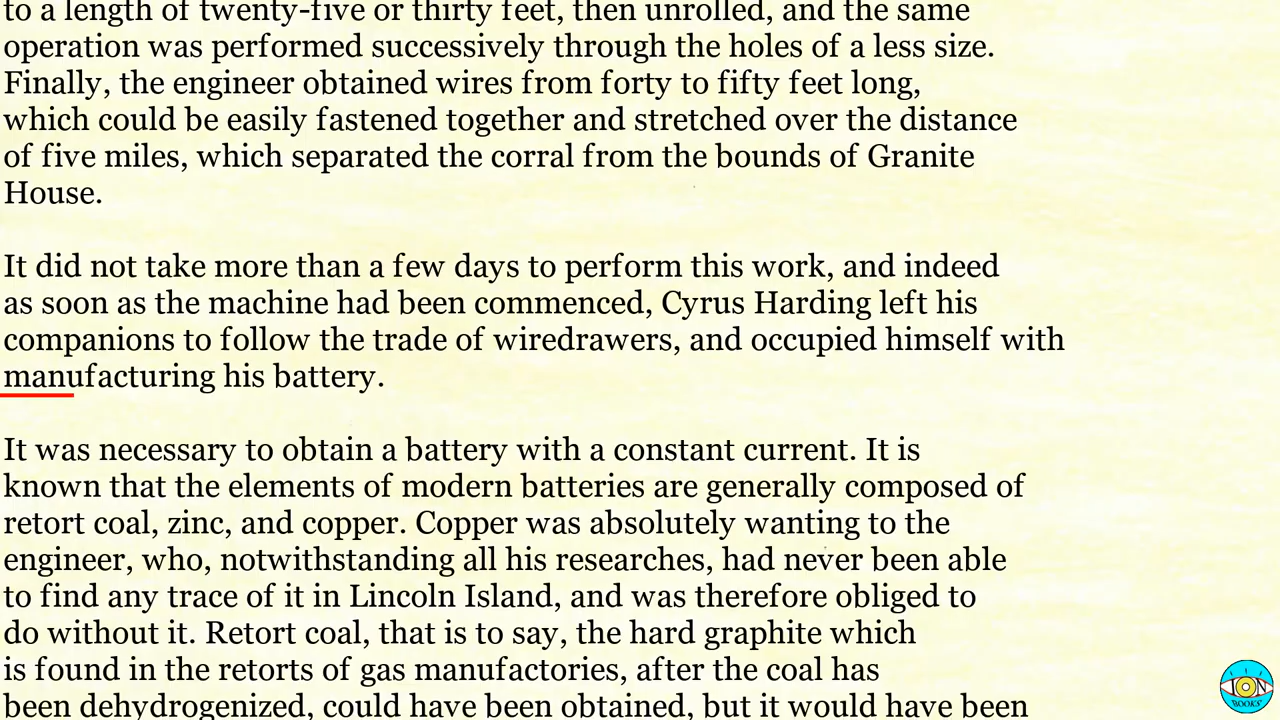 to a length of twenty-five or thirty feet, then unrolled, and the same
operation was performed successively through the holes of a less size.
Finally, the engineer obtained wires from forty to fifty feet long,
which could be easily fastened together and stretched over the distance
of five miles, which separated the corral from the bounds of Granite
House.
It did not take more than a few days to perform this work, and indeed
as soon as the machine had been commenced, Cyrus Harding left his
companions to follow the trade of wiredrawers, and occupied himself with
manufacturing his battery.
It was necessary to obtain a battery with a constant current. It is
known that the elements of modern batteries are generally composed of
retort coal, zinc, and copper. Copper was absolutely wanting to the
engineer, who, notwithstanding all his researches, had never been able
to find any trace of it in Lincoln Island, and was therefore obliged to
do without it. Retort coal, that is to say, the hard graphite which
is found in the retorts of gas manufactories, after the coal has
been dehydrogenized, could have been obtained, but it would have been
ION
BOOKS